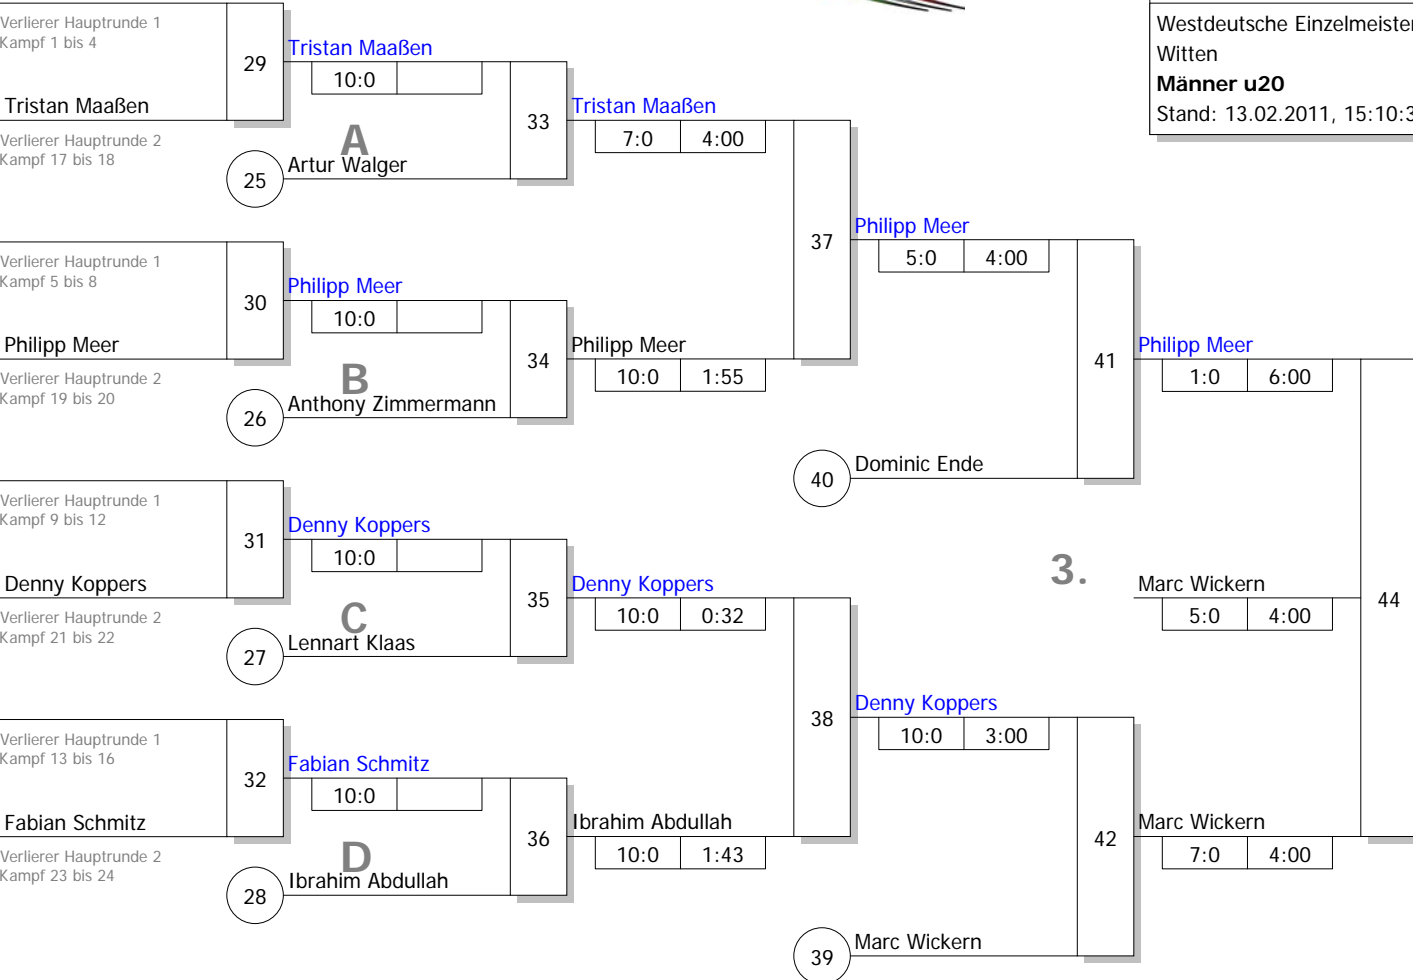 Verlierer Hauptrunde 1
Kampf 1 bis 4
29
Tristan Maaßen
10:0
Tristan Maaßen
Verlierer Hauptrunde 2
Kampf 17 bis 18
A
25
Artur Walger
33
Tristan Maaßen
7:0 4:00
Westdeutsche Einzelmeister
Witten
Männer u20
Stand: 13.02.2011, 15:10:3
Verlierer Hauptrunde 1
Kampf 5 bis 8
30
Philipp Meer
10:0
Philipp Meer
Verlierer Hauptrunde 2
Kampf 19 bis 20
B
26
Anthony Zimmermann
34
Philipp Meer
10:0 1:55
37
Philipp Meer
5:0 4:00
40
Dominic Ende
41
Philipp Meer
1:0 6:00
Verlierer Hauptrunde 1
Kampf 9 bis 12
31
Denny Koppers
10:0
Denny Koppers
Verlierer Hauptrunde 2
Kampf 21 bis 22
C
27
Lennart Klaas
35
Denny Koppers
10:0 0:32
3.
Marc Wickern
5:0 4:00
44
Verlierer Hauptrunde 1
Kampf 13 bis 16
32
Fabian Schmitz
10:0
Fabian Schmitz
Verlierer Hauptrunde 2
Kampf 23 bis 24
D
28
Ibrahim Abdullah
36
Ibrahim Abdullah
10:0 1:43
38
Denny Koppers
10:0 3:00
39
Marc Wickern
42
Marc Wickern
7:0 4:00